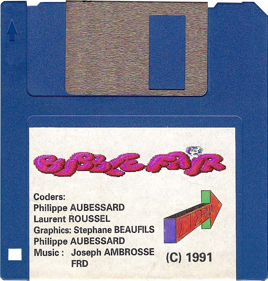 Coders:
Philippe AUBESSARD
Laurent ROUSSEL
Graphics: Stephane BEAUFILS
Philippe AUBESSARD
Music : Joseph AMBROSSE
FRD
(C) 1991